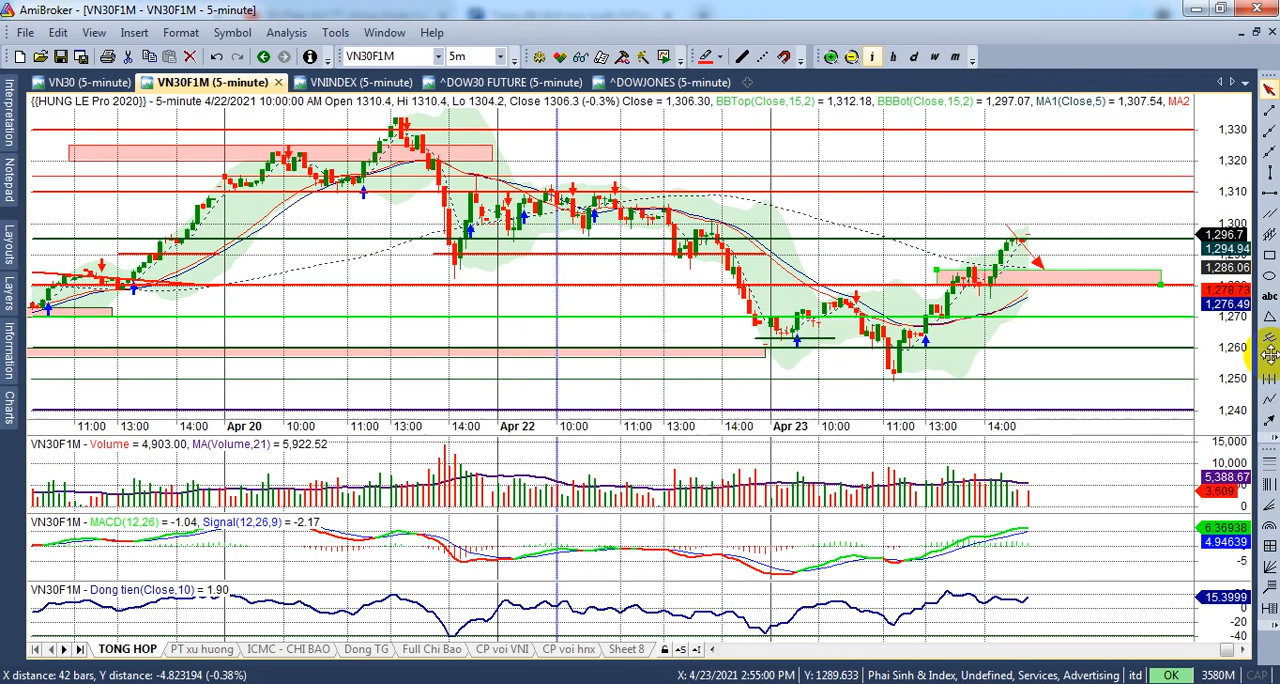 AmiBroker - [VN30F1M - VN30F1M - 5-minute]
File Edit View Insert Format Symbol Analysis Tools Window Help
VN30F1M 5m i h d w m
VN30 (5-minute) VN30F1M (5-minute) VNINDEX (5-minute) ^DOW30 FUTURE (5-minute) ^DOWJONES (5-minute)
{{HUNG LE Pro 2020}} - 5-minute 4/22/2021 10:00:00 AM Open 1310.4, Hi 1310.4, Lo 1304.2, Close 1306.3 (-0.3%) Close = 1,306.30, BBTop(Close,15,2) = 1,312.18, BBBot(Close,15,2) = 1,297.07, MA1(Close,5) = 1,307.54, MA2
Interpretation
Notepad
Layouts
Layers
Information
Charts
1,330
1,320
1,310
1,300
1,296.7
1,294.94
1,286.06
1,278.73
1,276.49
1,270
1,260
1,250
1,240
abc
11:00 13:00 Apr 20 11:00 13:00 14:00 Apr 22 10:00 11:00 13:00 14:00 Apr 23 10:00 11:00 13:00 14:00
VN30F1M - Volume = 4,903.00, MA(Volume,21) = 5,922.52
15,000
10,000
5,388.67
3,609
0
VN30F1M - MACD(12,26) = -1.04, Signal(12,26,9) = -2.17
6.36938
4.94639
-5
VN30F1M - Dong tien(Close,10) = 1.90
15.3999
0
-20
-40
TONG HOP PT xu huong ICMC - CHI BAO Dong TG Full Chi Bao CP voi VNI CP voi hnx Sheet 8
X distance: 42 bars, Y distance: -4.823194 (-0.38%) X: 4/23/2021 2:55:00 PM Y: 1289.633 Phai Sinh & Index, Undefined, Services, Advertising itd OK 3580M CAP